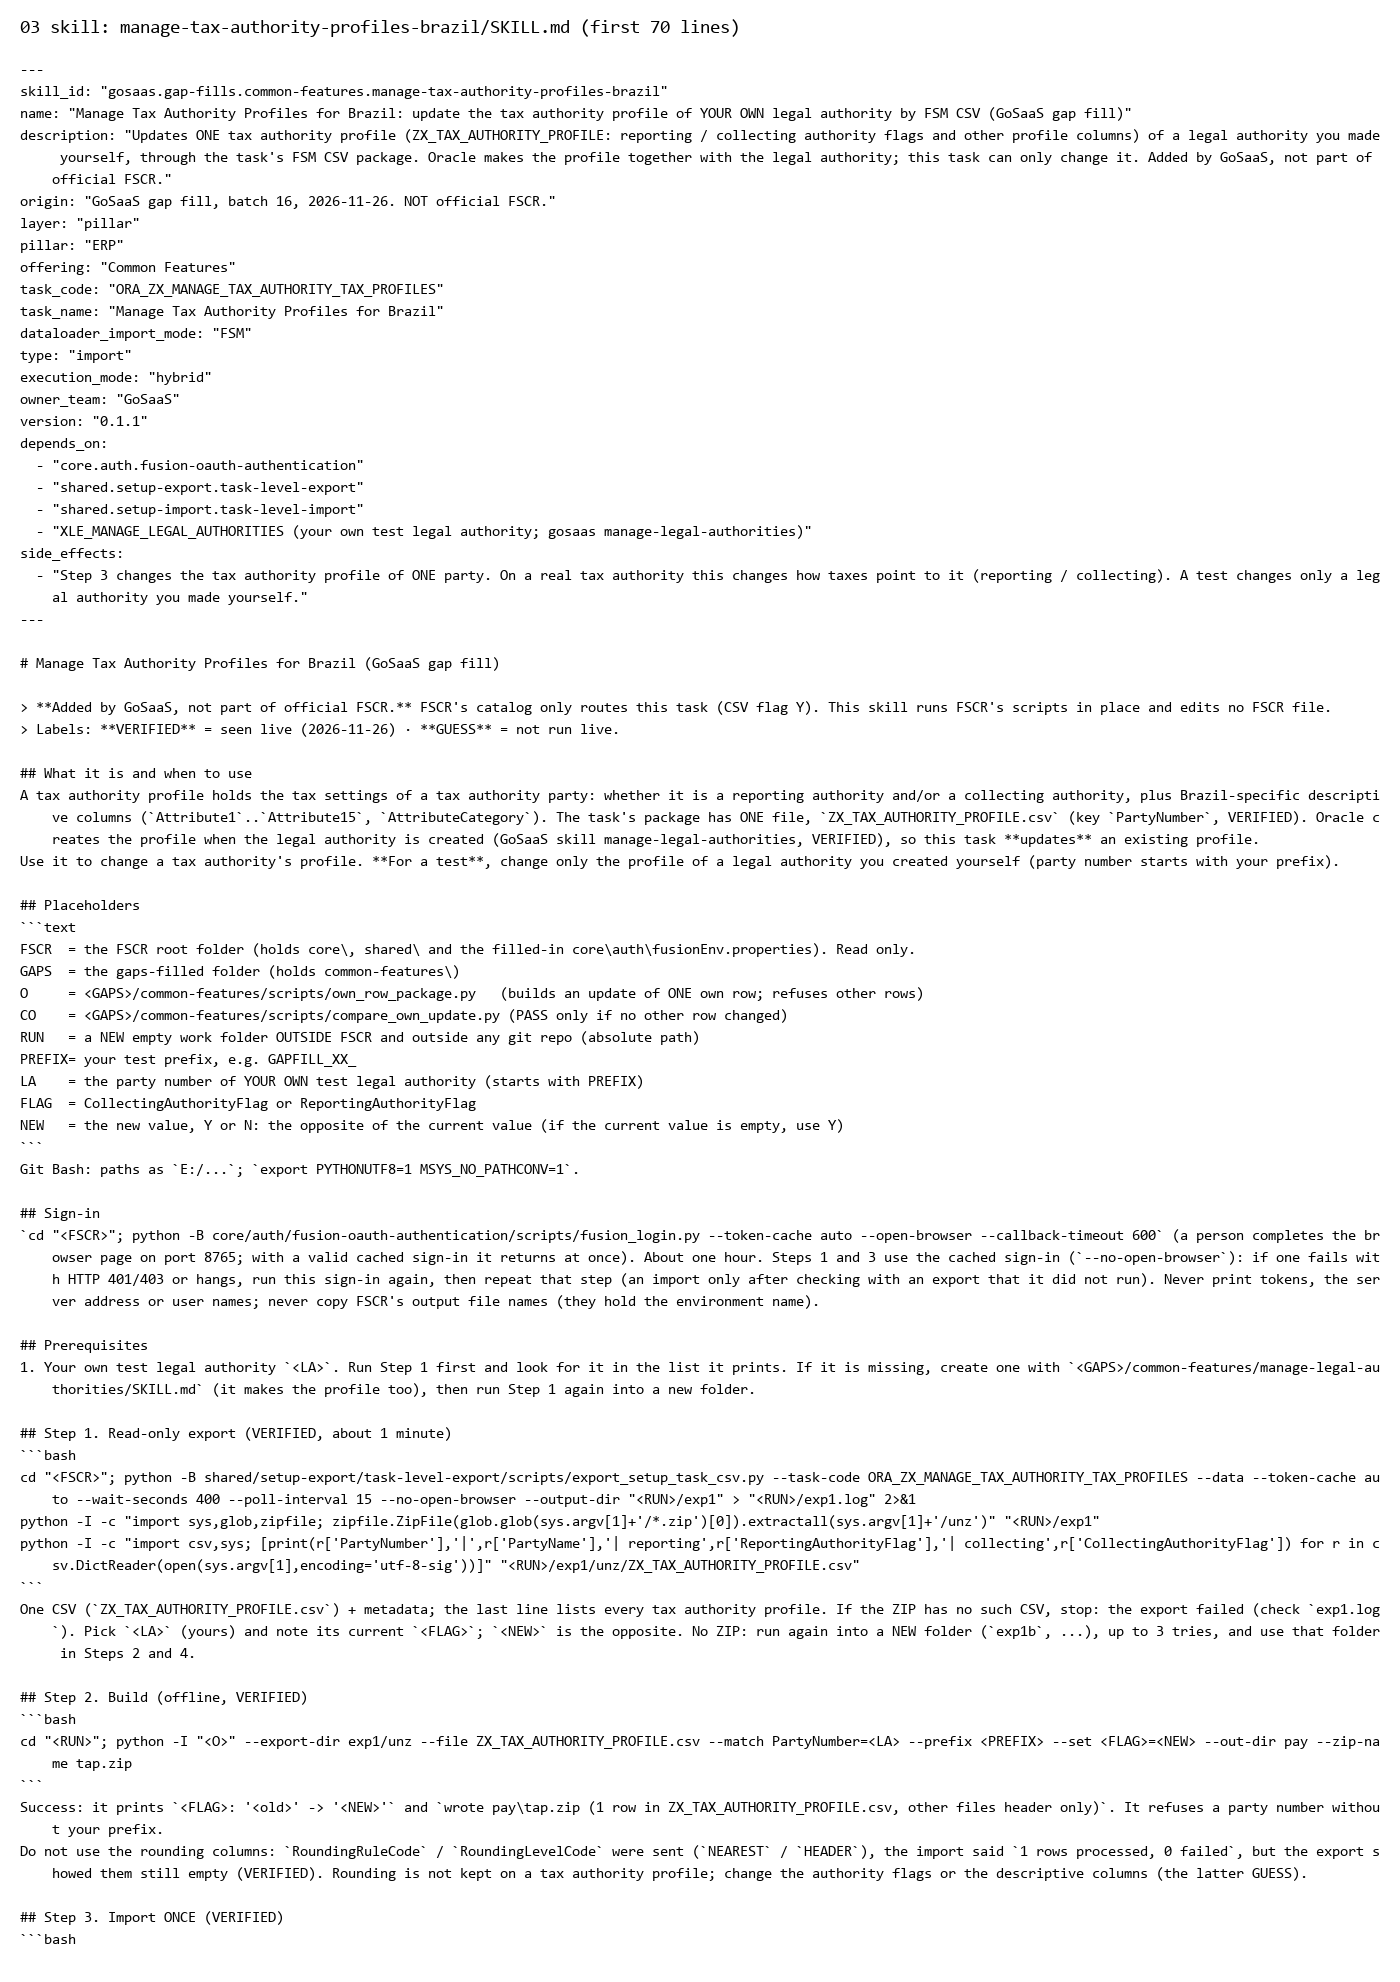 03 skill: manage-tax-authority-profiles-brazil/SKILL.md (first 70 lines)
---
skill_id: "gosaas.gap-fills.common-features.manage-tax-authority-profiles-brazil"
name: "Manage Tax Authority Profiles for Brazil: update the tax authority profile of YOUR OWN legal authority by FSM CSV (GoSaaS gap fill)"
description: "Updates ONE tax authority profile (ZX_TAX_AUTHORITY_PROFILE: reporting / collecting authority flags and other profile columns) of a legal authority you made
yourself, through the task's FSM CSV package. Oracle makes the profile together with the legal authority; this task can only change it. Added by GoSaaS, not part of
official FSCR."
origin: "GoSaaS gap fill, batch 16, 2026-11-26. NOT official FSCR."
layer: "pillar"
pillar: "ERP"
offering: "Common Features"
task_code: "ORA_ZX_MANAGE_TAX_AUTHORITY_TAX_PROFILES"
task_name: "Manage Tax Authority Profiles for Brazil"
dataloader_import_mode: "FSM"
type: "import"
execution_mode: "hybrid"
owner_team: "GoSaaS"
version: "0.1.1"
depends_on:
  - "core.auth.fusion-oauth-authentication"
  - "shared.setup-export.task-level-export"
  - "shared.setup-import.task-level-import"
  - "XLE_MANAGE_LEGAL_AUTHORITIES (your own test legal authority; gosaas manage-legal-authorities)"
side_effects:
  - "Step 3 changes the tax authority profile of ONE party. On a real tax authority this changes how taxes point to it (reporting / collecting). A test changes only a leg
al authority you made yourself."
---
# Manage Tax Authority Profiles for Brazil (GoSaaS gap fill)
> **Added by GoSaaS, not part of official FSCR.** FSCR's catalog only routes this task (CSV flag Y). This skill runs FSCR's scripts in place and edits no FSCR file.
> Labels: **VERIFIED** = seen live (2026-11-26) · **GUESS** = not run live.
## What it is and when to use
A tax authority profile holds the tax settings of a tax authority party: whether it is a reporting authority and/or a collecting authority, plus Brazil-specific descripti
ve columns (`Attribute1`..`Attribute15`, `AttributeCategory`). The task's package has ONE file, `ZX_TAX_AUTHORITY_PROFILE.csv` (key `PartyNumber`, VERIFIED). Oracle c
reates the profile when the legal authority is created (GoSaaS skill manage-legal-authorities, VERIFIED), so this task **updates** an existing profile.
Use it to change a tax authority's profile. **For a test**, change only the profile of a legal authority you created yourself (party number starts with your prefix).
## Placeholders
```text
FSCR  = the FSCR root folder (holds core\, shared\ and the filled-in core\auth\fusionEnv.properties). Read only.
GAPS  = the gaps-filled folder (holds common-features\)
O     = <GAPS>/common-features/scripts/own_row_package.py   (builds an update of ONE own row; refuses other rows)
CO    = <GAPS>/common-features/scripts/compare_own_update.py (PASS only if no other row changed)
RUN   = a NEW empty work folder OUTSIDE FSCR and outside any git repo (absolute path)
PREFIX= your test prefix, e.g. GAPFILL_XX_
LA    = the party number of YOUR OWN test legal authority (starts with PREFIX)
FLAG  = CollectingAuthorityFlag or ReportingAuthorityFlag
NEW   = the new value, Y or N: the opposite of the current value (if the current value is empty, use Y)
```
Git Bash: paths as `E:/...`; `export PYTHONUTF8=1 MSYS_NO_PATHCONV=1`.
## Sign-in
`cd "<FSCR>"; python -B core/auth/fusion-oauth-authentication/scripts/fusion_login.py --token-cache auto --open-browser --callback-timeout 600` (a person completes the br
owser page on port 8765; with a valid cached sign-in it returns at once). About one hour. Steps 1 and 3 use the cached sign-in (`--no-open-browser`): if one fails wit
h HTTP 401/403 or hangs, run this sign-in again, then repeat that step (an import only after checking with an export that it did not run). Never print tokens, the ser
ver address or user names; never copy FSCR's output file names (they hold the environment name).
## Prerequisites
1. Your own test legal authority `<LA>`. Run Step 1 first and look for it in the list it prints. If it is missing, create one with `<GAPS>/common-features/manage-legal-au
thorities/SKILL.md` (it makes the profile too), then run Step 1 again into a new folder.
## Step 1. Read-only export (VERIFIED, about 1 minute)
```bash
cd "<FSCR>"; python -B shared/setup-export/task-level-export/scripts/export_setup_task_csv.py --task-code ORA_ZX_MANAGE_TAX_AUTHORITY_TAX_PROFILES --data --token-cache au
to --wait-seconds 400 --poll-interval 15 --no-open-browser --output-dir "<RUN>/exp1" > "<RUN>/exp1.log" 2>&1
python -I -c "import sys,glob,zipfile; zipfile.ZipFile(glob.glob(sys.argv[1]+'/*.zip')[0]).extractall(sys.argv[1]+'/unz')" "<RUN>/exp1"
python -I -c "import csv,sys; [print(r['PartyNumber'],'|',r['PartyName'],'| reporting',r['ReportingAuthorityFlag'],'| collecting',r['CollectingAuthorityFlag']) for r in c
sv.DictReader(open(sys.argv[1],encoding='utf-8-sig'))]" "<RUN>/exp1/unz/ZX_TAX_AUTHORITY_PROFILE.csv"
```
One CSV (`ZX_TAX_AUTHORITY_PROFILE.csv`) + metadata; the last line lists every tax authority profile. If the ZIP has no such CSV, stop: the export failed (check `exp1.log
`). Pick `<LA>` (yours) and note its current `<FLAG>`; `<NEW>` is the opposite. No ZIP: run again into a NEW folder (`exp1b`, ...), up to 3 tries, and use that folder
in Steps 2 and 4.
## Step 2. Build (offline, VERIFIED)
```bash
cd "<RUN>"; python -I "<O>" --export-dir exp1/unz --file ZX_TAX_AUTHORITY_PROFILE.csv --match PartyNumber=<LA> --prefix <PREFIX> --set <FLAG>=<NEW> --out-dir pay --zip-na
me tap.zip
```
Success: it prints `<FLAG>: '<old>' -> '<NEW>'` and `wrote pay\tap.zip (1 row in ZX_TAX_AUTHORITY_PROFILE.csv, other files header only)`. It refuses a party number withou
t your prefix.
Do not use the rounding columns: `RoundingRuleCode` / `RoundingLevelCode` were sent (`NEAREST` / `HEADER`), the import said `1 rows processed, 0 failed`, but the export s
howed them still empty (VERIFIED). Rounding is not kept on a tax authority profile; change the authority flags or the descriptive columns (the latter GUESS).
## Step 3. Import ONCE (VERIFIED)
```bash